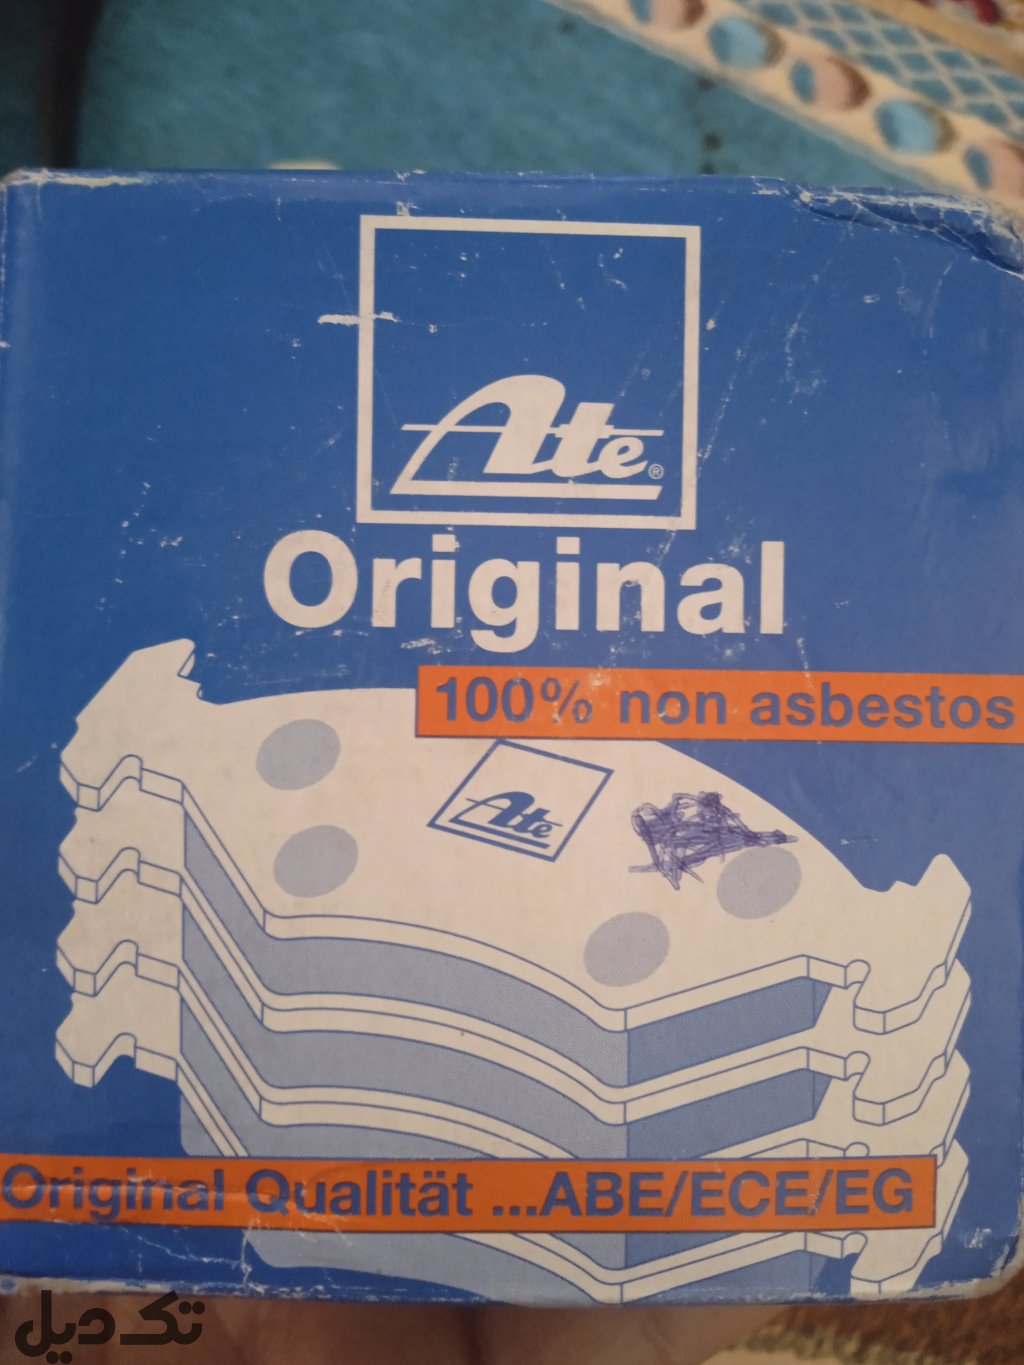 Ate®
Original
100% non asbestos
Ate
Original Qualität ...ABE/ECE/EG
تک دیل